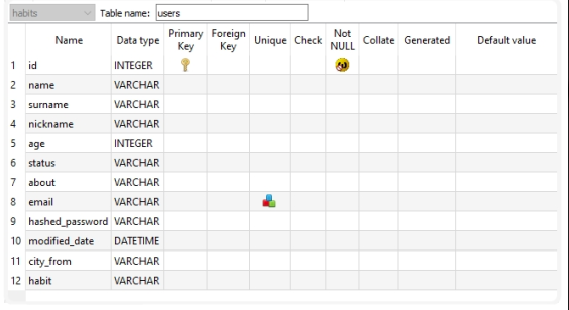 habits Table name: users
Name Data type Primary Key Foreign Key Unique Check Not NULL Collate Generated Default value
1 id INTEGER
2 name VARCHAR
3 surname VARCHAR
4 nickname VARCHAR
5 age INTEGER
6 status VARCHAR
7 about VARCHAR
8 email VARCHAR
9 hashed_password VARCHAR
10 modified_date DATETIME
11 city_from VARCHAR
12 habit VARCHAR